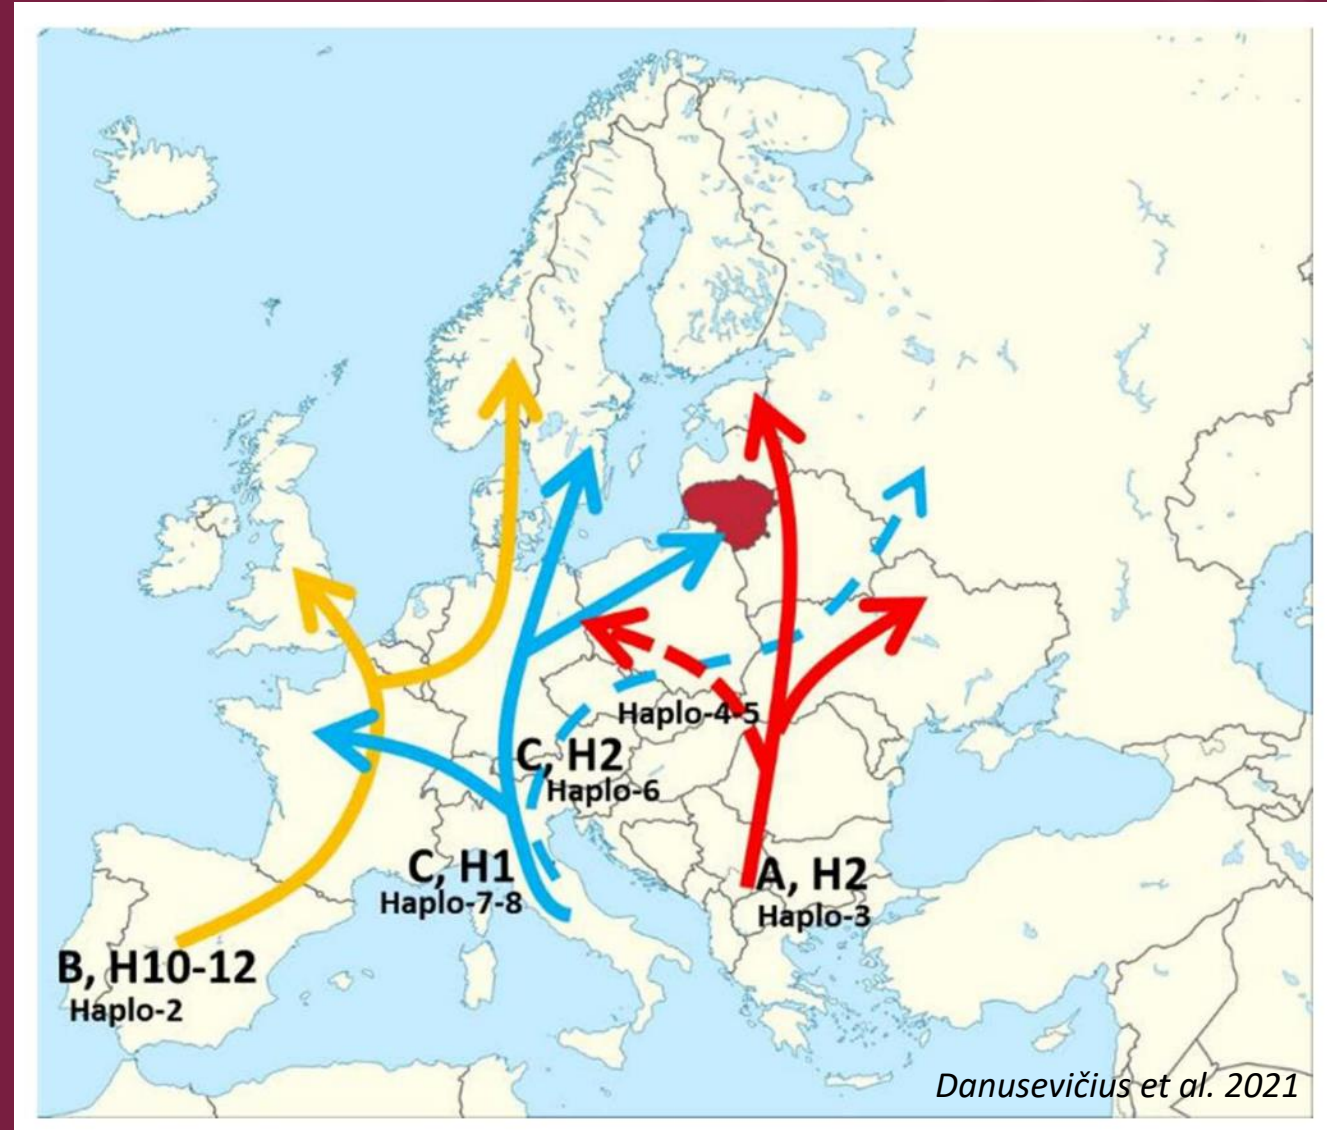 Haplo-4-5
C, H2
Haplo-6
C, H1
Haplo-7-8
A, H2
Haplo-3
B, H10-12
Haplo-2
Danusevičius et al. 2021